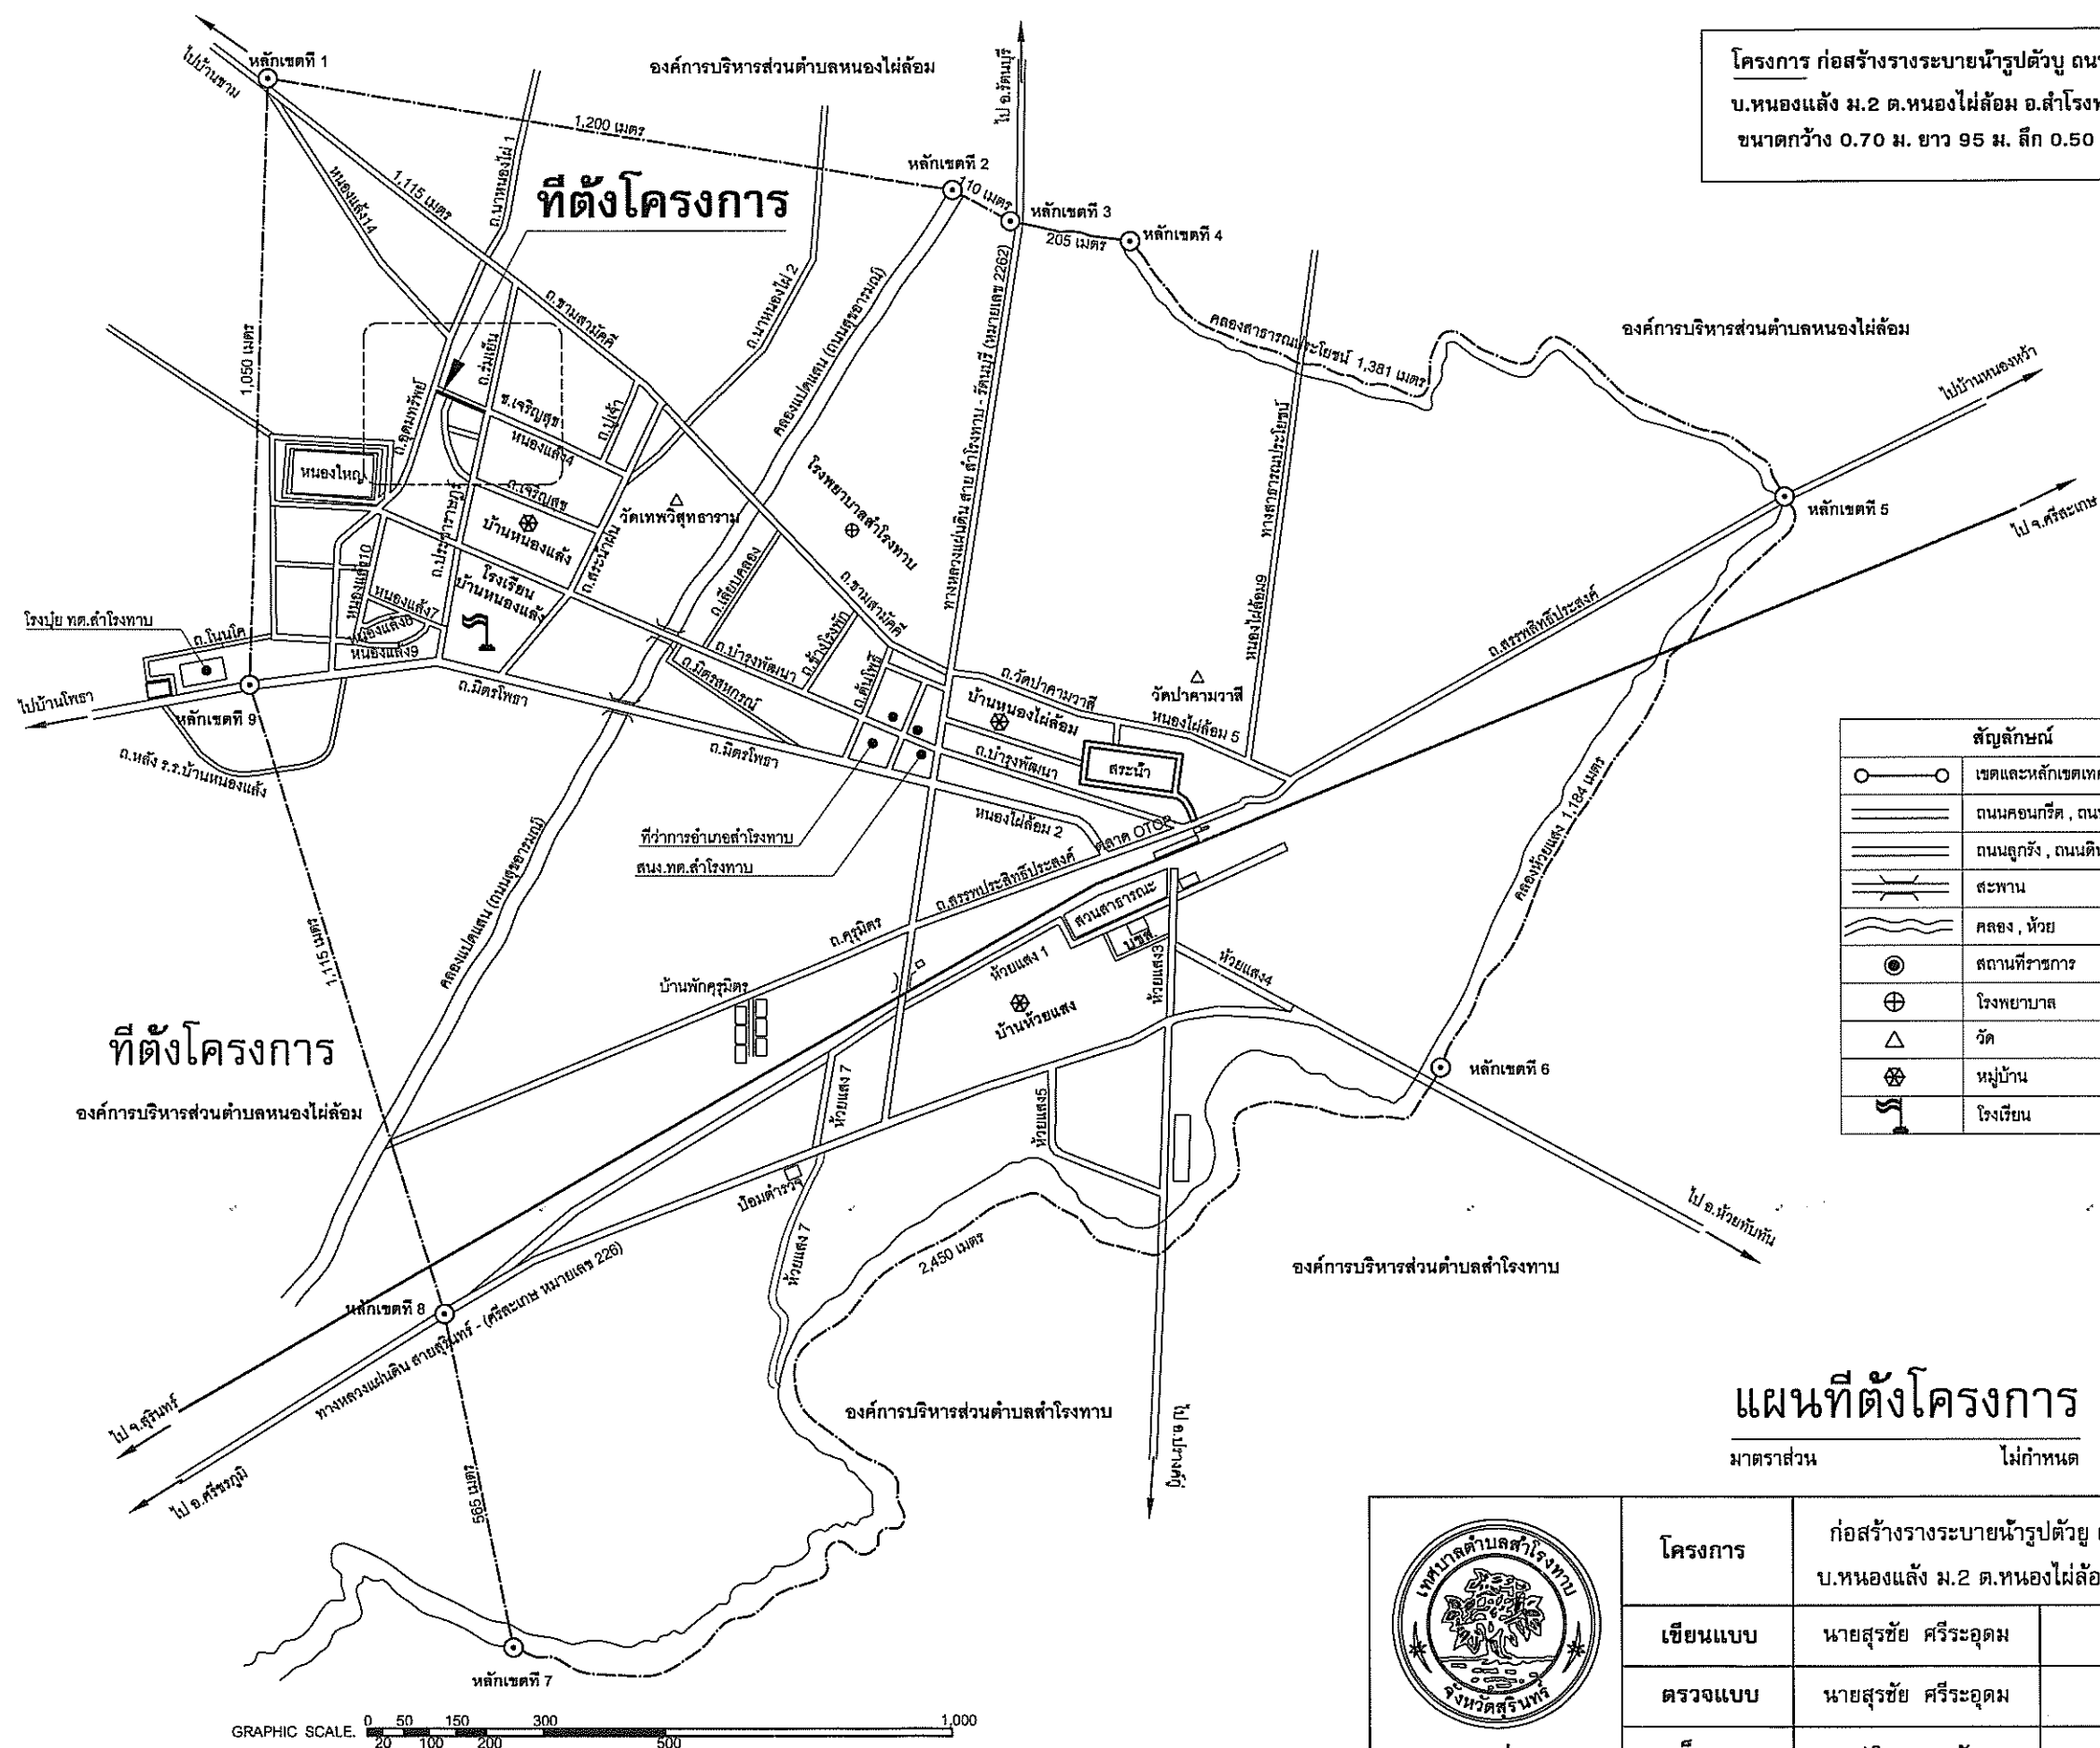 โครงการ ก่อสร้างรางระบายน้ำรูปตัวยู
บ.หนองแล้ง ม.2 ต.หนองไผ่ล้อม
ขนาดกว้าง 0.70 ม. ยาว 95 ม. ลึก 0.50
หลักเขตที่ 1
ไปบ้านขาม
องค์การบริหารส่วนตำบลหนองไผ่ล้อม
ไป อ.รัตนบุรี
1,200 เมตร
ถ.นาหนองไผ่ 1
หลักเขตที่ 2
110 เมตร
หลักเขตที่ 3
205 เมตร
หลักเขตที่ 4
ที่ตั้งโครงการ
หนองแล้ง14
1,115 เมตร
1,050 เมตร
ถ.ขามสามัคคี
ถ.นาหนองไผ่ 2
คลองแปดแสน (ถนนสุขอารมณ์)
ทางหลวงแผ่นดิน สาย สำโรงทาบ - รัตนบุรี (หมายเลข 2262)
คลองสาธารณประโยชน์ 1,381 เมตร
องค์การบริหารส่วนตำบลหนองไผ่ล้อม
ไปบ้านหนองหว้า
ถ.ร่มเย็น
ถ.อุดมทรัพย์
ซ.เจริญสุข
หนองแล้ง4
ถ.ปู่เจ้า
หนองใหญ่
ถ.เจริญสุข
บ้านหนองแล้ง
วัดเทพวิสุทธาราม
โรงพยาบาลสำโรงทาบ
ทางสาธารณประโยชน์
หลักเขตที่ 5
ไป จ.ศรีสะเกษ
ถ.ประชาราษฎร์
ถ.สระน้ำฝน
โรงเรียน
บ้านหนองแล้ง
หนองแล้ง10
หนองแล้ง7
หนองแล้ง8
หนองแล้ง9
ถ.เลียบคลอง
ถ.ขามสามัคคี
หนองไผ่ล้อม9
ถ.สรรพสิทธิ์ประสงค์
โรงปุ๋ย ทต.สำโรงทาบ
ถ.โนนโค
ไปบ้านโพธา
หลักเขตที่ 9
ถ.หลัง ร.ร.บ้านหนองแล้ง
ถ.มิตรโพธา
ถ.บำรุงพัฒนา
ถ.ข้างโรงพัก
ถ.มิตรสหกรณ์
ถ.ต้นโพธิ์
ถ.มิตรโพธา
ถ.วัดป่าคามวาสี
บ้านหนองไผ่ล้อม
วัดป่าคามวาสี
หนองไผ่ล้อม 5
ถ.บำรุงพัฒนา
สระน้ำ
หนองไผ่ล้อม 2
ตลาด OTOP
ที่ว่าการอำเภอสำโรงทาบ
สนง.ทต.สำโรงทาบ
ถ.สรรพประสิทธิ์ประสงค์
สวนสาธารณะ
บขส.
คลองห้วยแสง 1,184 เมตร
คลองแปดแสน (ถนนสุขอารมณ์)
1,115 เมตร
ถ.คุรุมิตร
บ้านพักคุรุมิตร
ห้วยแสง 1
บ้านห้วยแสง
ห้วยแสง3
ห้วยแสง4
ห้วยแสง5
ห้วยแสง 7
ห้วยแสง 7
ป้อมตำรวจ
หลักเขตที่ 6
ไป อ.ห้วยทับทัน
ที่ตั้งโครงการ
องค์การบริหารส่วนตำบลหนองไผ่ล้อม
2,450 เมตร
องค์การบริหารส่วนตำบลสำโรงทาบ
หลักเขตที่ 8
ทางหลวงแผ่นดิน สายสุรินทร์ - (ศรีสะเกษ หมายเลข 226)
ไป จ.สุรินทร์
ไป อ.ศรีขรภูมิ
องค์การบริหารส่วนตำบลสำโรงทาบ
ไป อ.ปรางค์กู่
565 เมตร
หลักเขตที่ 7
GRAPHIC SCALE.
0 50 150 300 1,000
20 100 200 500
สัญลักษณ์
เขตและหลักเขต
ถนนคอนกรีต ,
ถนนลูกรัง , ถนนดิน
สะพาน
คลอง , ห้วย
สถานที่ราชการ
โรงพยาบาล
วัด
หมู่บ้าน
โรงเรียน
แผนที่ตั้งโครงการ
มาตราส่วน ไม่กำหนด
เทศบาลตำบลสำโรงทาบ
จังหวัดสุรินทร์
โครงการ
ก่อสร้างรางระบายน้ำรูปตัวยู
บ.หนองแล้ง ม.2 ต.หนองไผ่ล้อม
เขียนแบบ นายสุรชัย ศรีระอุดม
ตรวจแบบ นายสุรชัย ศรีระอุดม